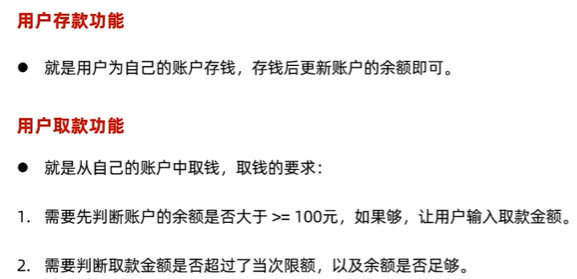 用户存款功能
● 就是用户为自己的账户存钱，存钱后更新账户的余额即可。
用户取款功能
● 就是从自己的账户中取钱，取钱的要求：
1. 需要先判断账户的余额是否大于 >= 100元，如果够，让用户输入取款金额。
2. 需要判断取款金额是否超过了当次限额，以及余额是否足够。